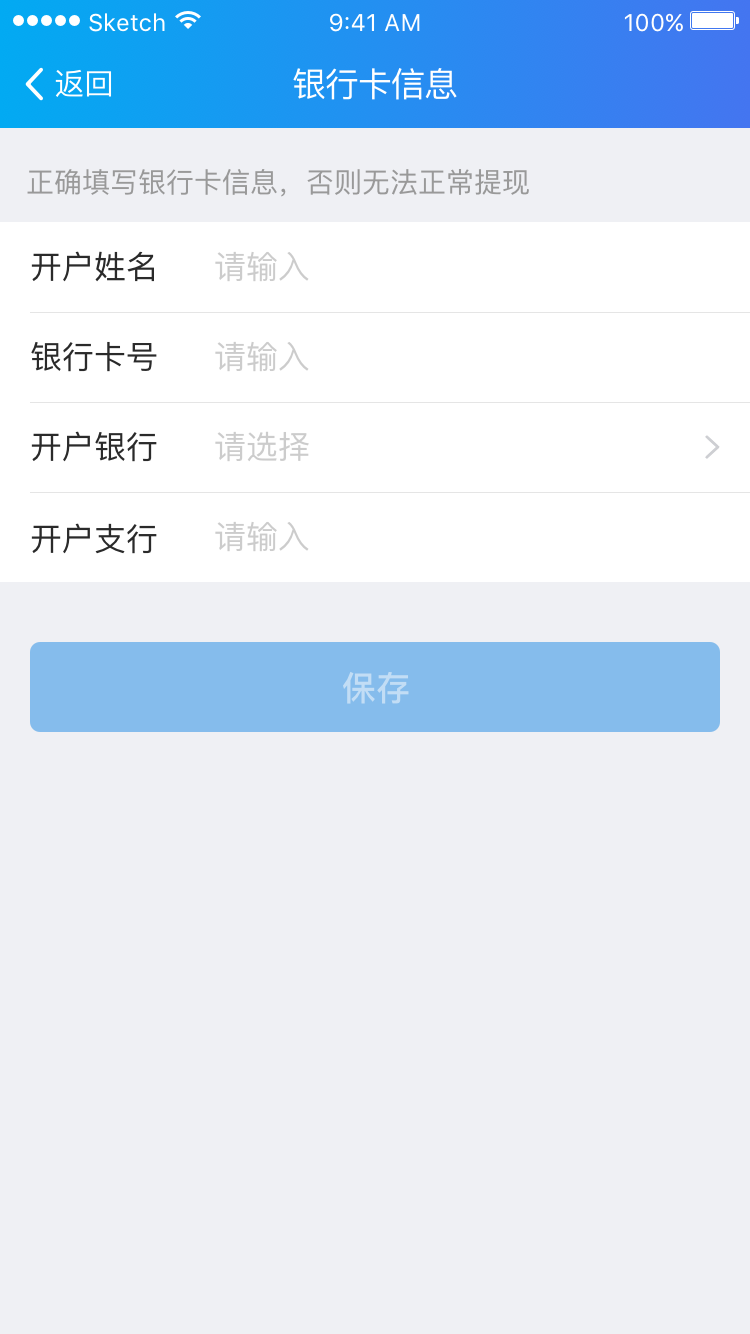 Sketch 9:41 AM 100%
返回 银行卡信息
正确填写银行卡信息，否则无法正常提现
开户姓名 请输入
银行卡号 请输入
开户银行 请选择
开户支行 请输入
保存